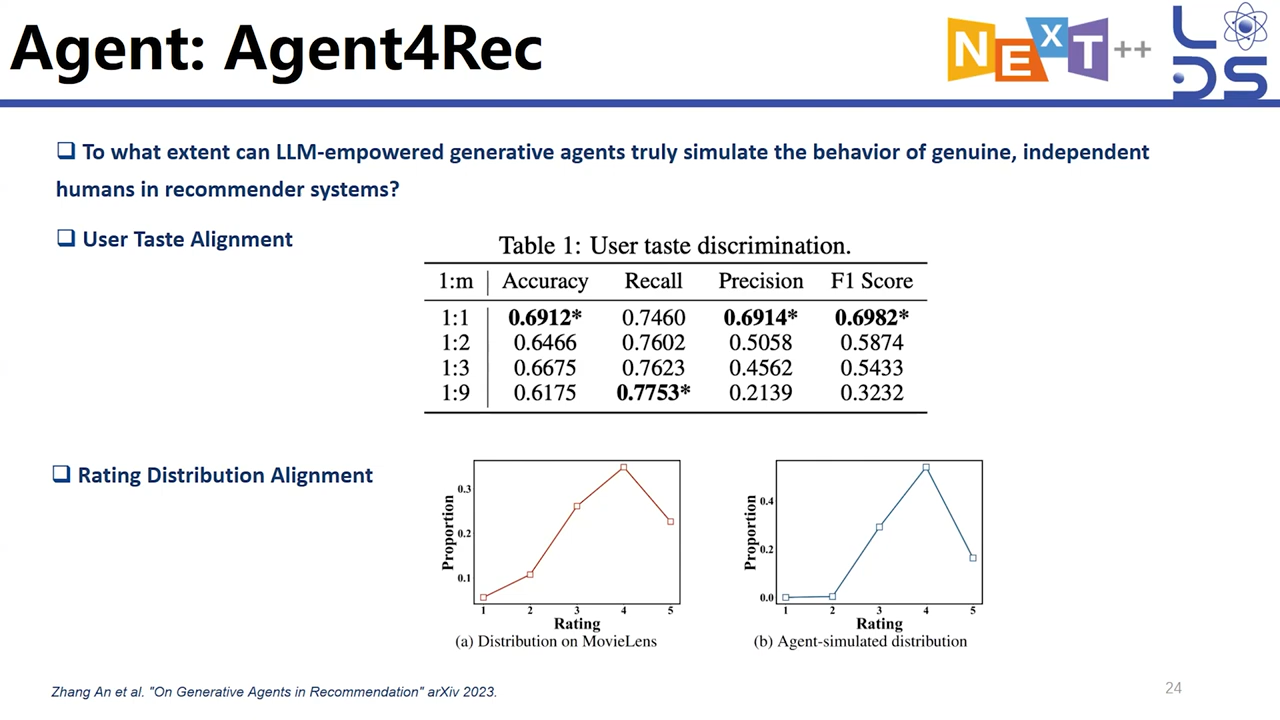 Agent: Agent4Rec
NExT++
LDS
To what extent can LLM-empowered generative agents truly simulate the behavior of genuine, independent
humans in recommender systems?
User Taste Alignment
Table 1: User taste discrimination.
1:m Accuracy Recall Precision F1 Score
1:1 0.6912* 0.7460 0.6914* 0.6982*
1:2 0.6466 0.7602 0.5058 0.5874
1:3 0.6675 0.7623 0.4562 0.5433
1:9 0.6175 0.7753* 0.2139 0.3232
Rating Distribution Alignment
Proportion
0.3
0.2
0.1
1 2 3 4 5
Rating
(a) Distribution on MovieLens
Proportion
0.4
0.2
0.0
1 2 3 4 5
Rating
(b) Agent-simulated distribution
Zhang An et al. "On Generative Agents in Recommendation" arXiv 2023.
24